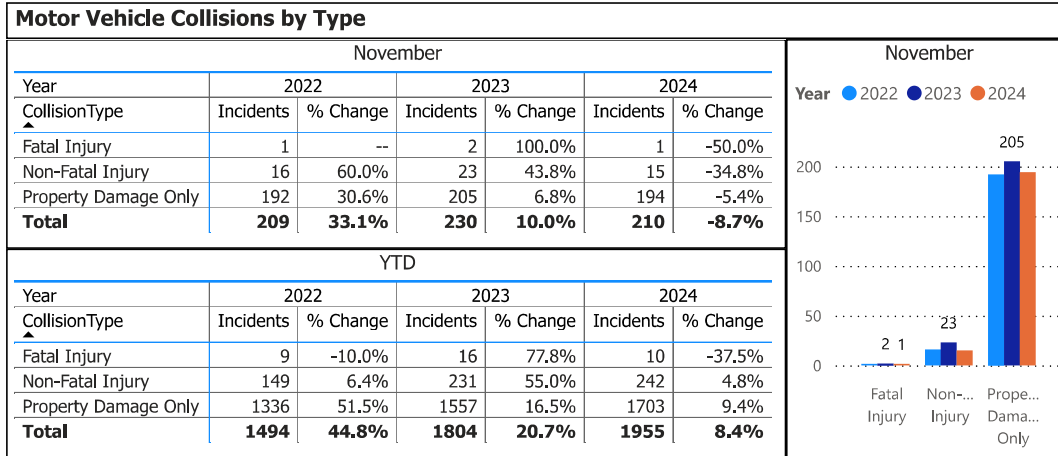 Motor Vehicle Collisions by Type
November
Year 2022 2023 2024
CollisionType Incidents % Change Incidents % Change Incidents % Change
Fatal Injury 1 -- 2 100.0% 1 -50.0%
Non-Fatal Injury 16 60.0% 23 43.8% 15 -34.8%
Property Damage Only 192 30.6% 205 6.8% 194 -5.4%
Total 209 33.1% 230 10.0% 210 -8.7%
YTD
Year 2022 2023 2024
CollisionType Incidents % Change Incidents % Change Incidents % Change
Fatal Injury 9 -10.0% 16 77.8% 10 -37.5%
Non-Fatal Injury 149 6.4% 231 55.0% 242 4.8%
Property Damage Only 1336 51.5% 1557 16.5% 1703 9.4%
Total 1494 44.8% 1804 20.7% 1955 8.4%
November
Year 2022 2023 2024
205
200
150
100
50
23
2 1
0
Fatal Non-... Prope...
Injury Injury Dama...
Only